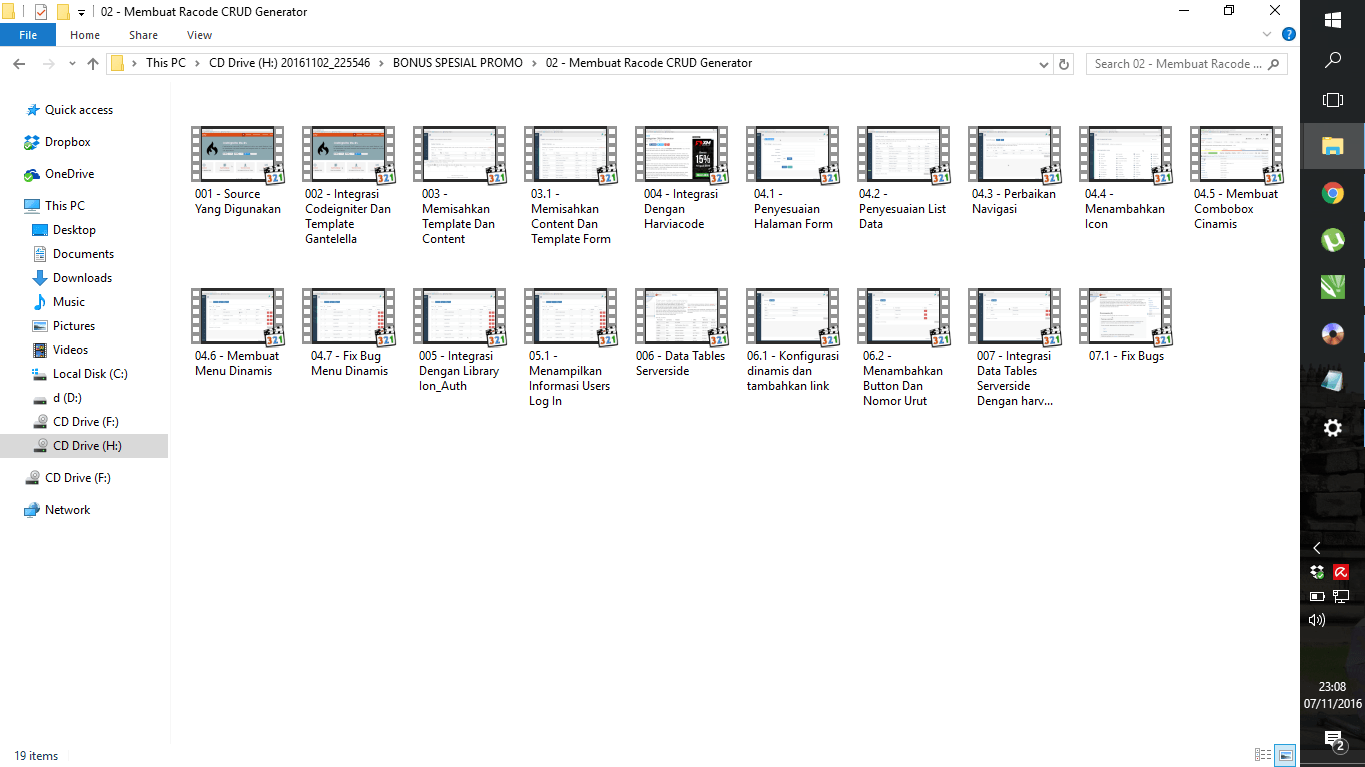 02 - Membuat Racode CRUD Generator
File Home Share View
This PC CD Drive (H:) 20161102_225546 BONUS SPESIAL PROMO 02 - Membuat Racode CRUD Generator
Search 02 - Membuat Racode ...
Quick access
Dropbox
OneDrive
This PC
Desktop
Documents
Downloads
Music
Pictures
Videos
Local Disk (C:)
d (D:)
CD Drive (F:)
CD Drive (H:)
CD Drive (F:)
Network
001 - Source
Yang Digunakan
002 - Integrasi
Codeigniter Dan
Template
Gantelella
003 -
Memisahkan
Template Dan
Content
03.1 -
Memisahkan
Content Dan
Template Form
004 - Integrasi
Dengan
Harviacode
04.1 -
Penyesuaian
Halaman Form
04.2 -
Penyesuaian List
Data
04.3 - Perbaikan
Navigasi
04.4 -
Menambahkan
Icon
04.5 - Membuat
Combobox
Cinamis
04.6 - Membuat
Menu Dinamis
04.7 - Fix Bug
Menu Dinamis
005 - Integrasi
Dengan Library
Ion_Auth
05.1 -
Menampilkan
Informasi Users
Log In
006 - Data Tables
Serverside
06.1 - Konfigurasi
dinamis dan
tambahkan link
06.2 -
Menambahkan
Button Dan
Nomor Urut
007 - Integrasi
Data Tables
Serverside
Dengan harv...
07.1 - Fix Bugs
19 items
23:08
07/11/2016
2